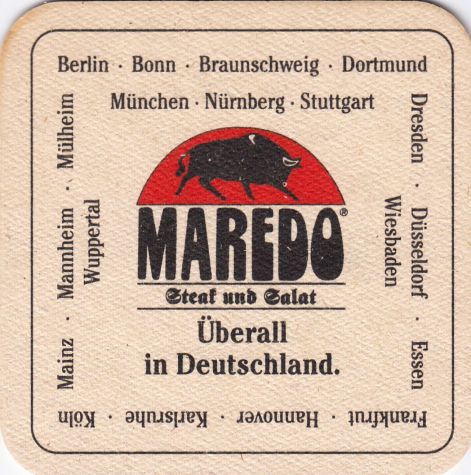 Berlin · Bonn · Braunschweig · Dortmund
Dresden · Düsseldorf · Essen
Frankfrut · Hannover · Karlsruhe · Köln
Mainz · Mannheim · Mülheim
München · Nürnberg · Stuttgart
Wiesbaden
Wuppertal
MAREDO®
Steak und Salat
Überall
in Deutschland.